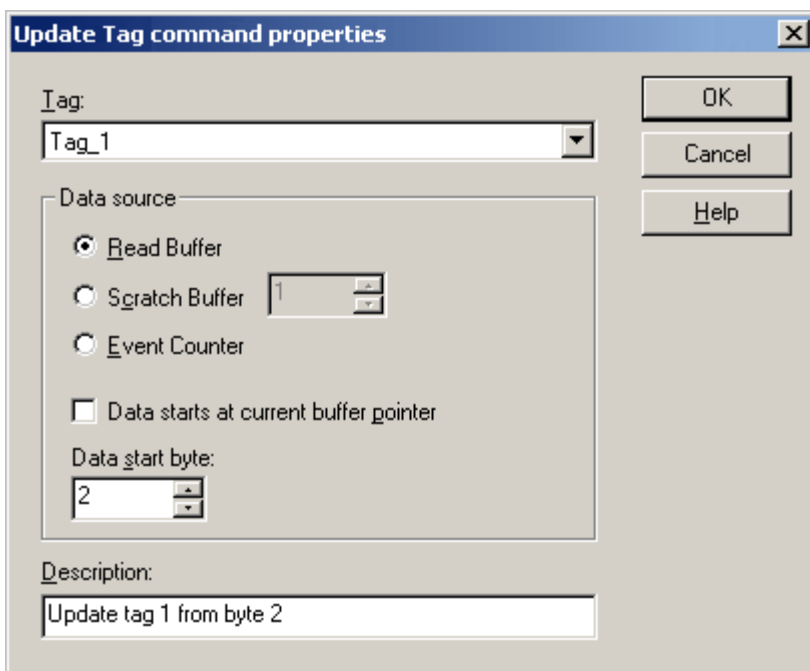 Update Tag command properties
Tag:
Tag_1
OK
Cancel
Help
Data source
Read Buffer
Scratch Buffer 1
Event Counter
Data starts at current buffer pointer
Data start byte:
2
Description:
Update tag 1 from byte 2